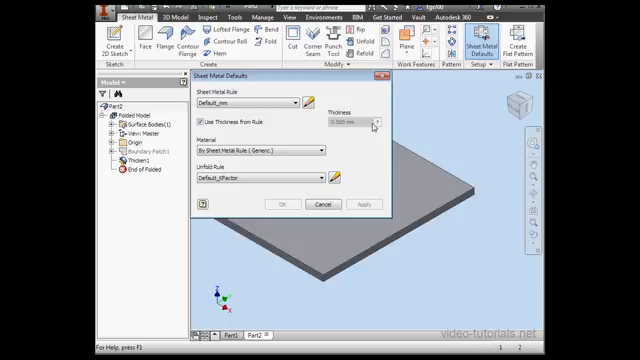 Part2
Type a keyword or phrase
Sheet Metal 3D Model Inspect Tools Manage View Environments BIM Get Started Vault Autodesk 360
Create
2D Sketch
Face
Flange
Contour Flange
Lofted Flange
Contour Roll
Hem
Bend
Fold
Cut
Corner
Seam
Punch
Tool
Rip
Unfold
Refold
Plane
Sheet Metal
Defaults
Create
Flat Pattern
Sketch
Create
Modify
Work Features
Setup
Flat Pattern
Model
Part2
Folded Model
Surface Bodies(1)
View: Master
Origin
Boundary Patch1
Thicken1
End of Folded
Sheet Metal Defaults
Sheet Metal Rule
Default_mm
Use Thickness from Rule
Thickness
0.500 mm
Material
By Sheet Metal Rule ( Generic )
Unfold Rule
Default_KFactor
OK
Cancel
Apply
Z
Y
X
Part1
Part2
video-tutorials.net
For Help, press F1
1
2